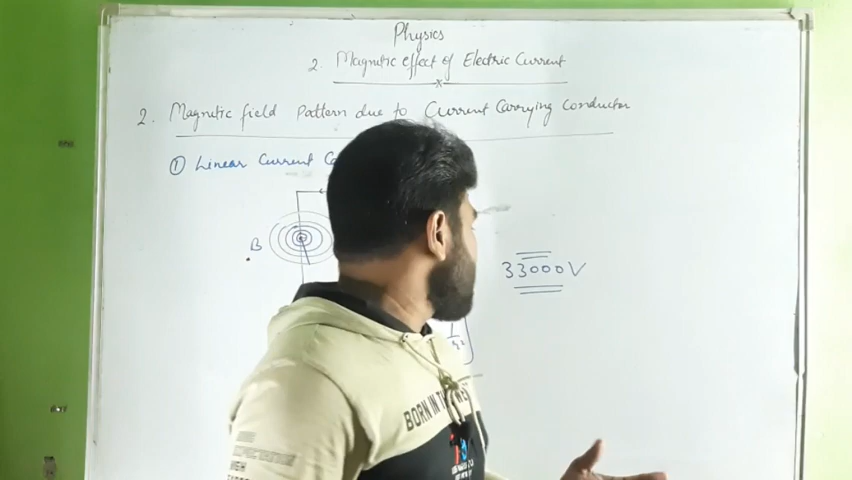 Physics
2. Magnetic effect of Electric Current
x
2. Magnetic field Pattern due to Current Carrying Conductor
① Linear Current
B
33000V
BORN IN THE